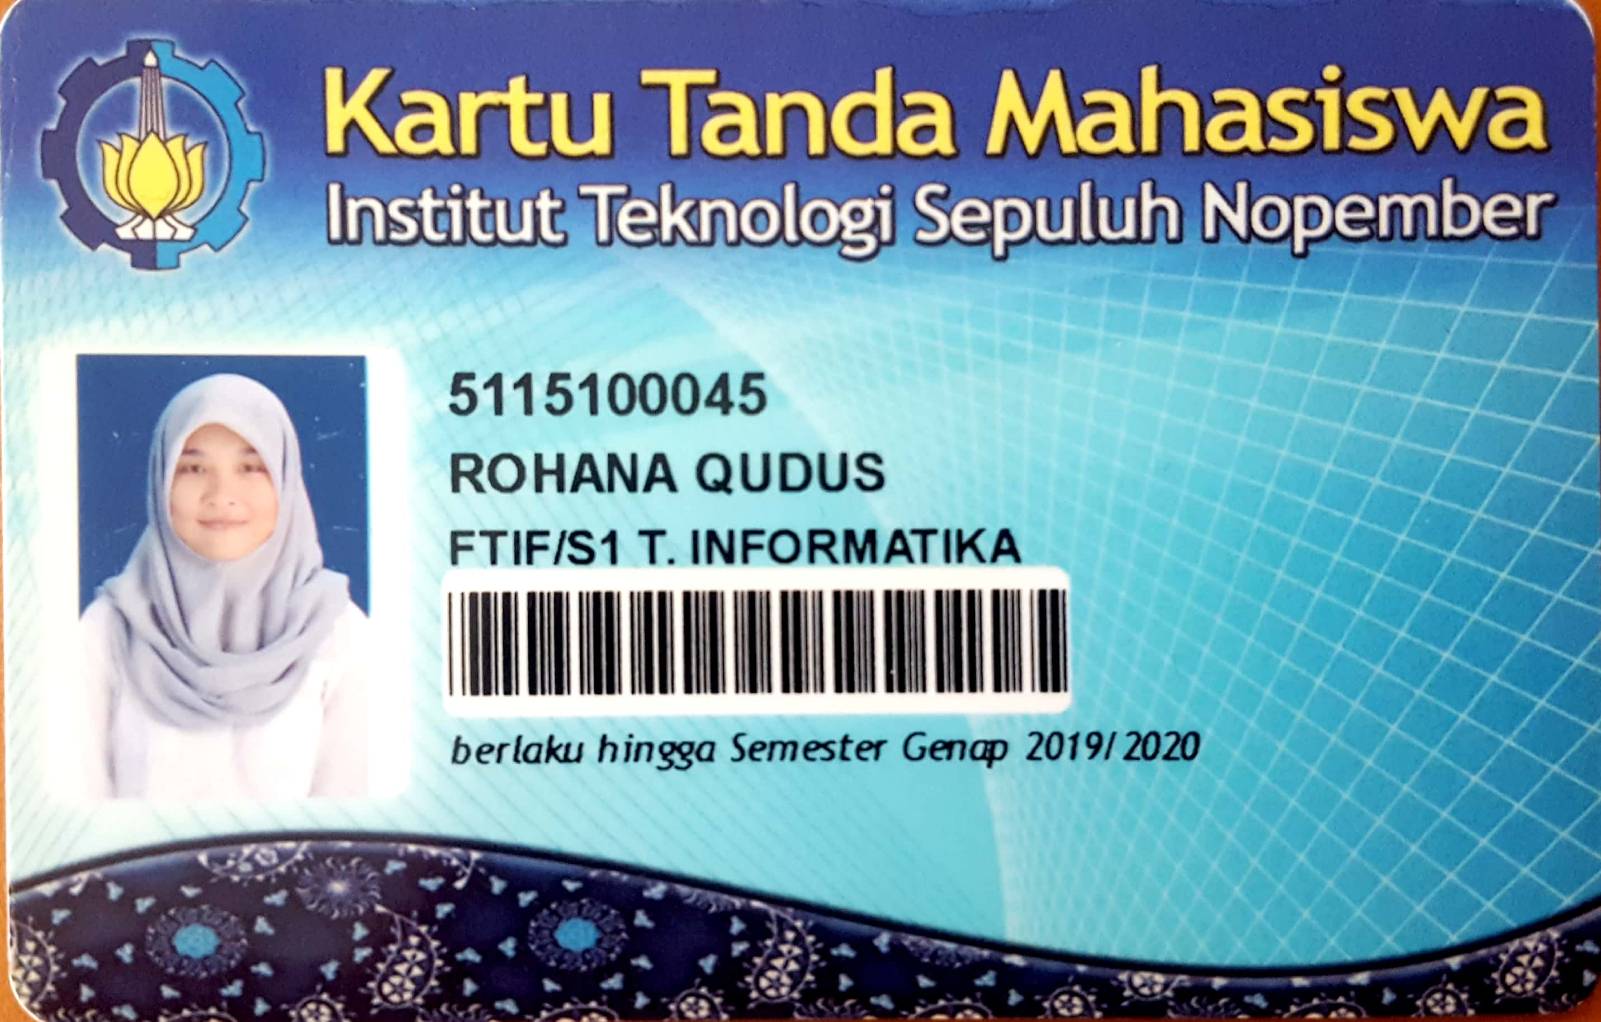 Kartu Tanda Mahasiswa
Institut Teknologi Sepuluh Nopember
5115100045
ROHANA QUDUS
FTIF/S1 T. INFORMATIKA
berlaku hingga Semester Genap 2019/2020